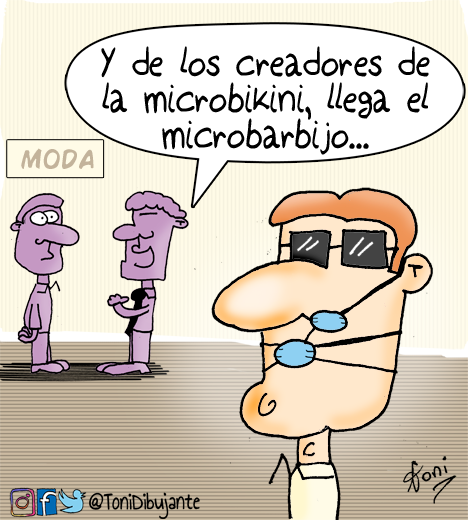 Y de los creadores de
la microbikini, llega el
microbarbijo...
MODA
Toni
@ToniDibujante